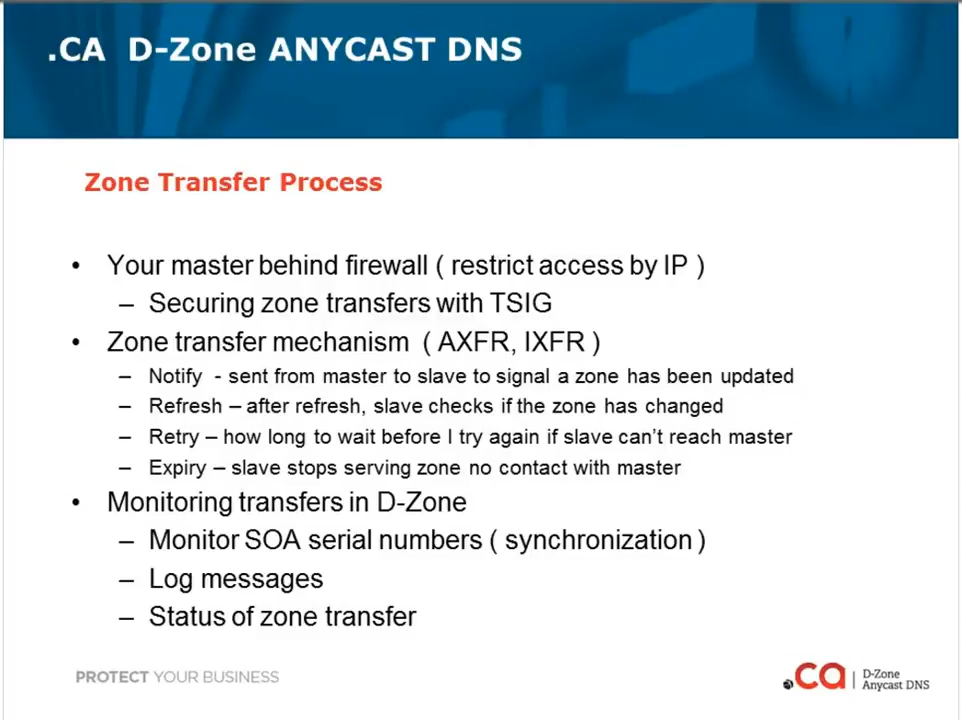 .CA D-Zone ANYCAST DNS
Zone Transfer Process
• Your master behind firewall ( restrict access by IP )
– Securing zone transfers with TSIG
• Zone transfer mechanism ( AXFR, IXFR )
– Notify - sent from master to slave to signal a zone has been updated
– Refresh – after refresh, slave checks if the zone has changed
– Retry – how long to wait before I try again if slave can't reach master
– Expiry – slave stops serving zone no contact with master
• Monitoring transfers in D-Zone
– Monitor SOA serial numbers ( synchronization )
– Log messages
– Status of zone transfer
PROTECT YOUR BUSINESS
.ca | D-Zone
Anycast DNS